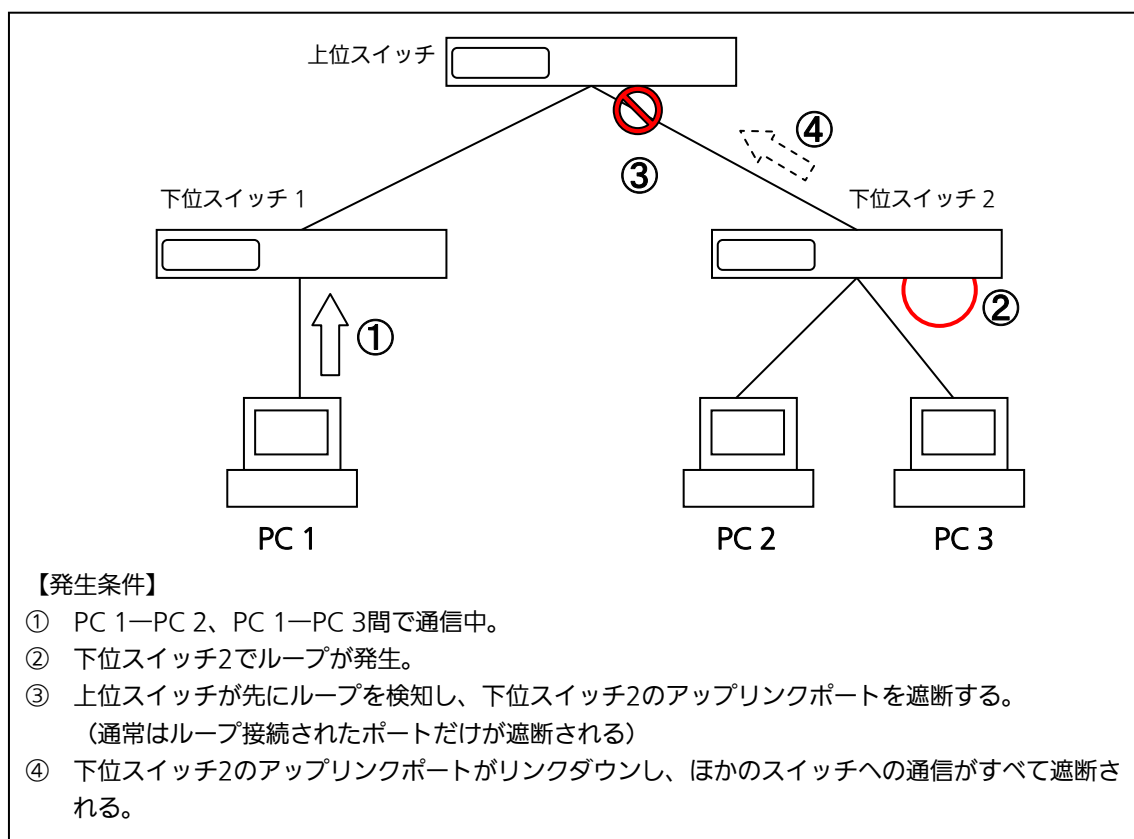 上位スイッチ
④
③
下位スイッチ 1
下位スイッチ 2
②
①
PC 1
PC 2
PC 3
【発生条件】
① PC 1―PC 2、PC 1―PC 3間で通信中。
② 下位スイッチ2でループが発生。
③ 上位スイッチが先にループを検知し、下位スイッチ2のアップリンクポートを遮断する。
（通常はループ接続されたポートだけが遮断される）
④ 下位スイッチ2のアップリンクポートがリンクダウンし、ほかのスイッチへの通信がすべて遮断さ
れる。